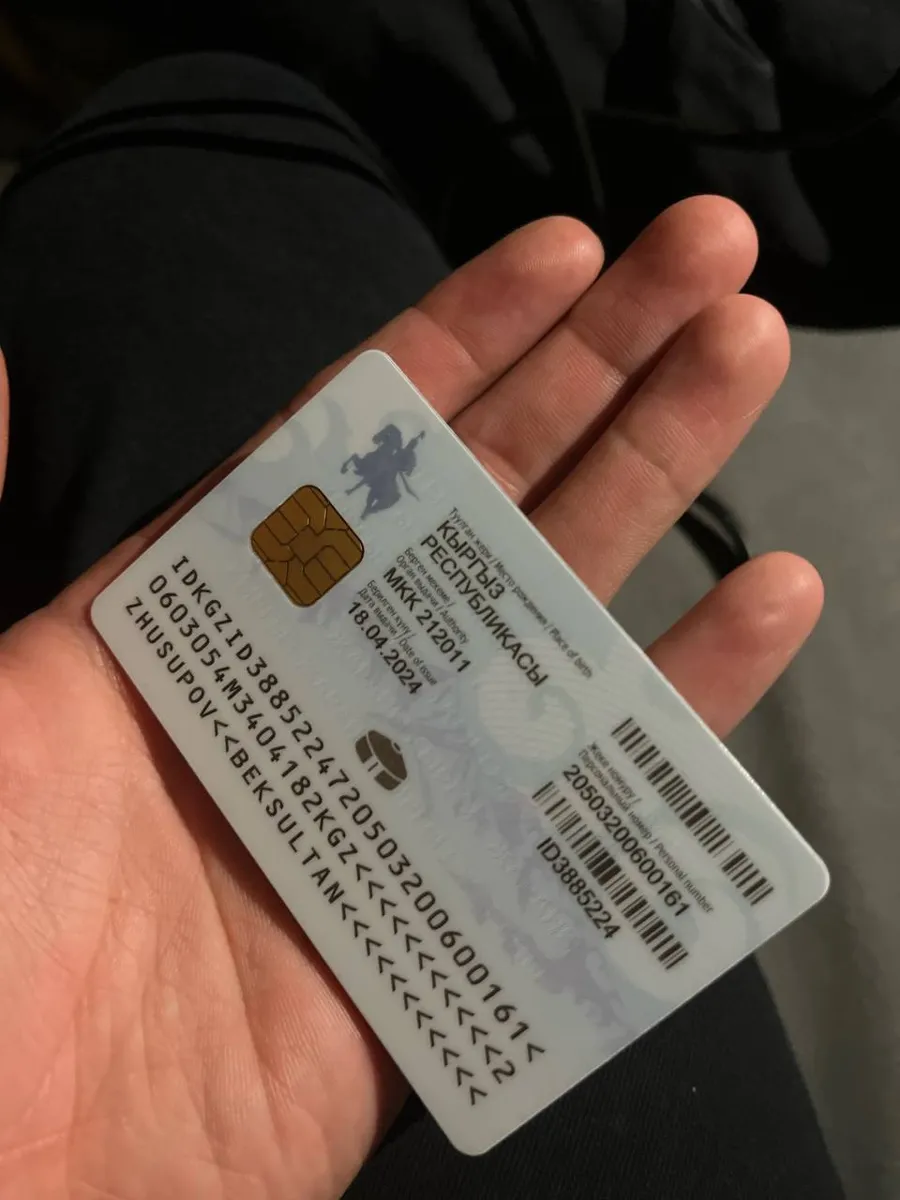 Туулган жери / Место рождения / Place of birth
КЫРГЫЗ
РЕСПУБЛИКАСЫ
Берген мекеме /
Орган выдачи / Authority
МКК 212011
Берилген күнү /
Дата выдачи / Date of issue
18.04.2024
Жеке номуру /
Персональный номер / Personal number
20503200600161
ID3885224
IDKGZID3885224720503200600161<
0603054M3404182KGZ<<<<<<<<<<<2
ZHUSUPOV<<BEKSULTAN<<<<<<<<<<<